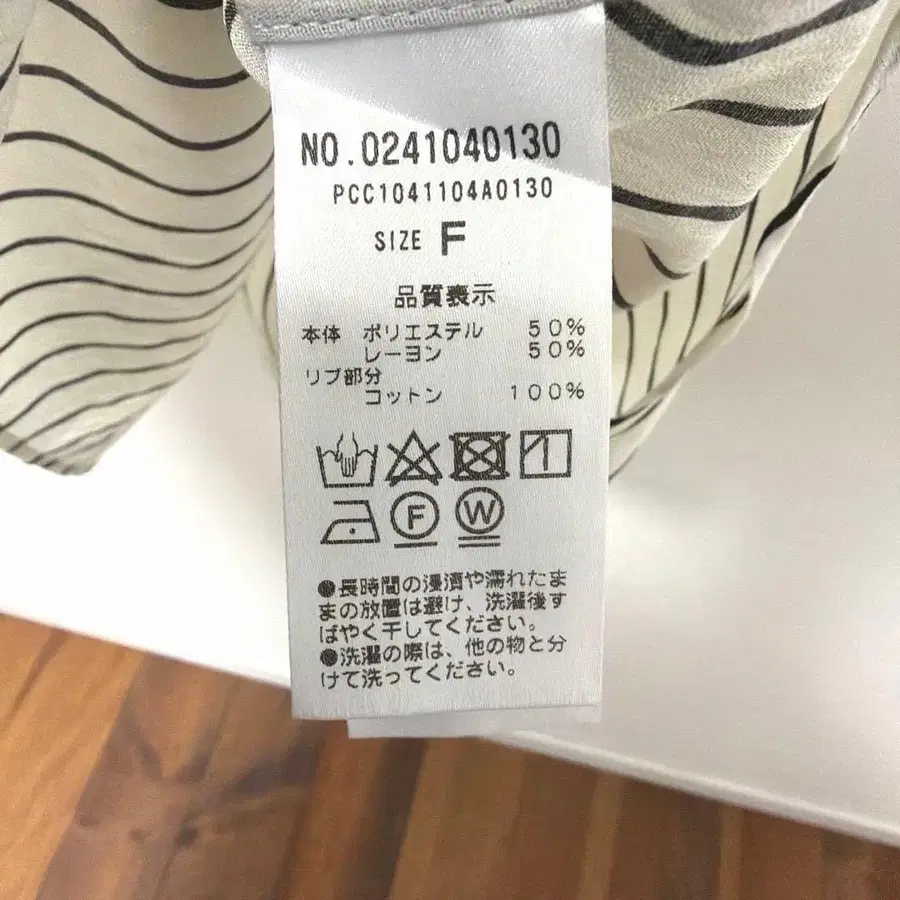 NO.0241040130
PCC1041104A0130
SIZE F
品質表示
本体 ポリエステル 50%
レーヨン 50%
リブ部分
コットン 100%
F W
●長時間の浸漬や濡れたま
まの放置は避け、洗濯後す
ばやく干してください。
●洗濯の際は、他の物と分
けて洗ってください。